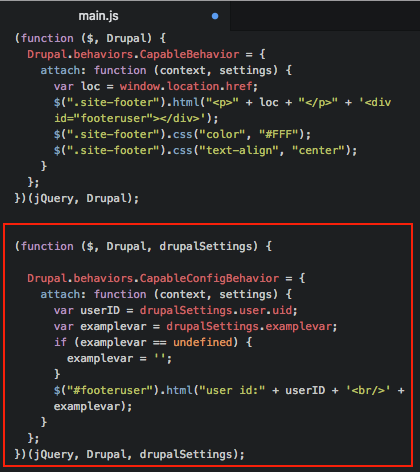 main.js
(function ($, Drupal) {
  Drupal.behaviors.CapableBehavior = {
    attach: function (context, settings) {
      var loc = window.location.href;
      $(".site-footer").html("<p>" + loc + "</p>" + '<div
      id="footeruser"></div>');
      $(".site-footer").css("color", "#FFF");
      $(".site-footer").css("text-align", "center");
    }
  };
})(jQuery, Drupal);
(function ($, Drupal, drupalSettings) {
  Drupal.behaviors.CapableConfigBehavior = {
    attach: function (context, settings) {
      var userID = drupalSettings.user.uid;
      var examplevar = drupalSettings.examplevar;
      if (examplevar == undefined) {
        examplevar = '';
      }
      $("#footeruser").html("user id:" + userID + '<br/>' +
      examplevar);
    }
  };
})(jQuery, Drupal, drupalSettings);